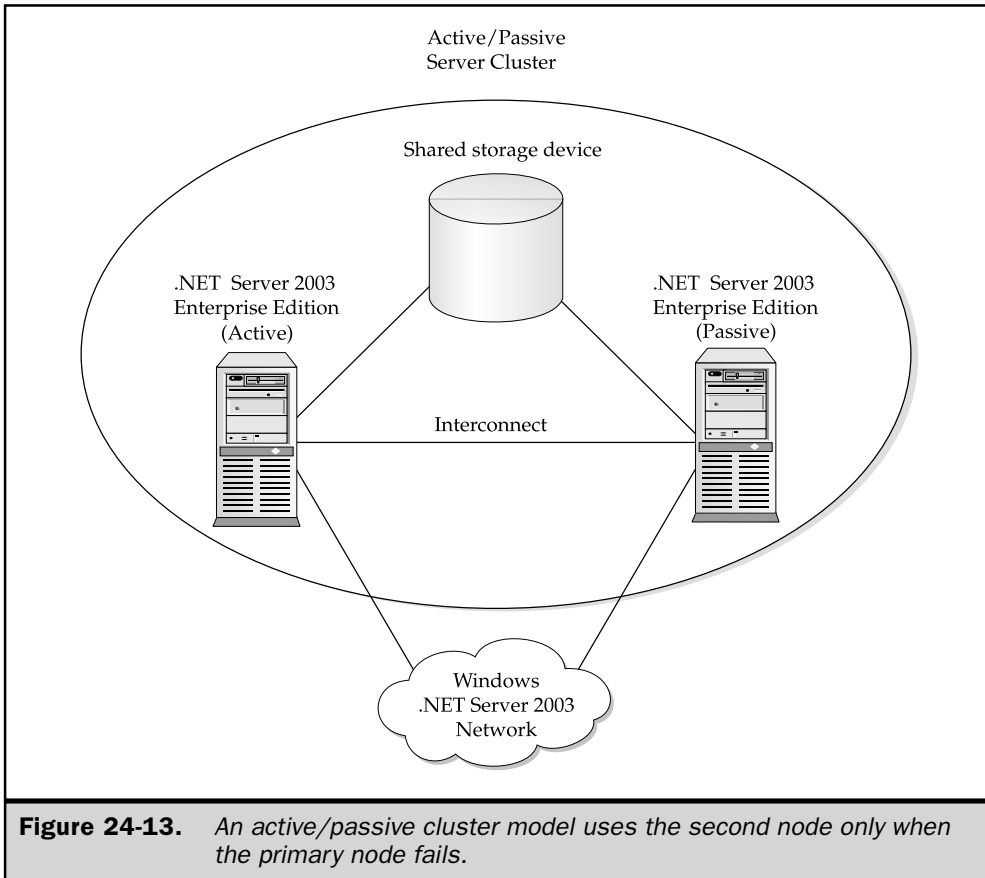 Active/Passive
Server Cluster
Shared storage device
.NET Server 2003
Enterprise Edition
(Active)
.NET Server 2003
Enterprise Edition
(Passive)
Interconnect
Windows
.NET Server 2003
Network
Figure 24-13. An active/passive cluster model uses the second node only when
the primary node fails.